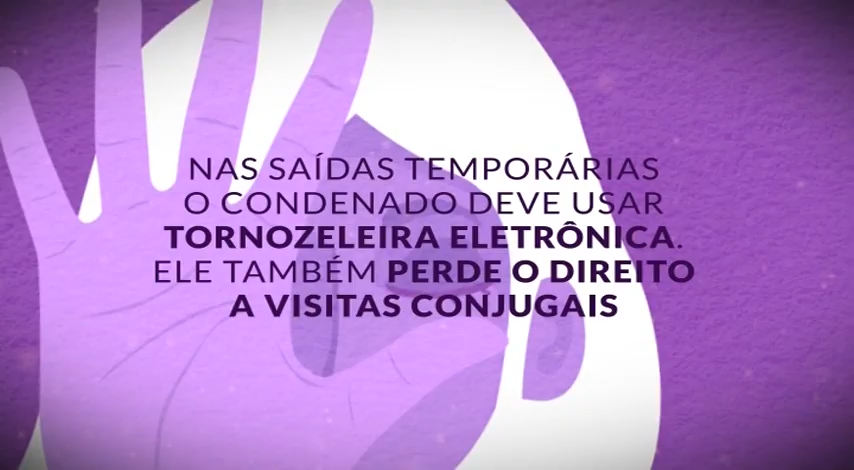 NAS SAÍDAS TEMPORÁRIAS
O CONDENADO DEVE USAR
TORNOZELEIRA ELETRÔNICA.
ELE TAMBÉM PERDE O DIREITO
A VISITAS CONJUGAIS